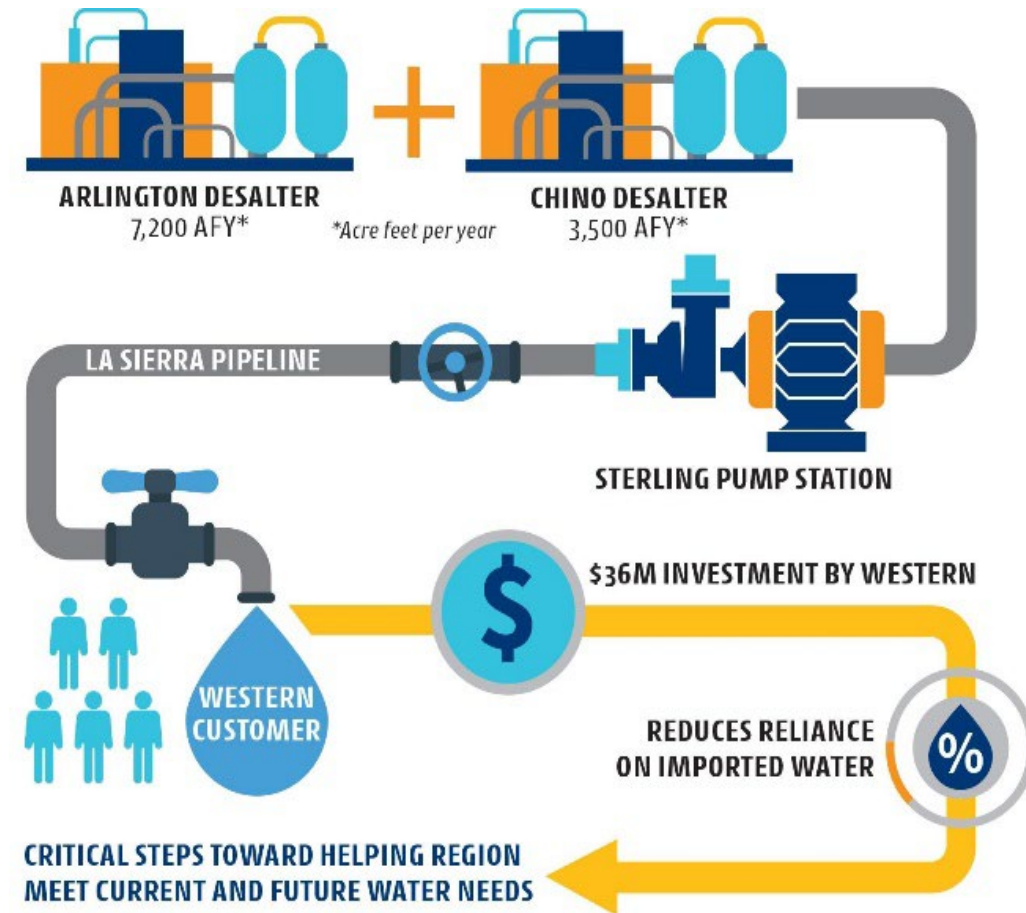 ARLINGTON DESALTER
7,200 AFY*
*Acre feet per year
CHINO DESALTER
3,500 AFY*
LA SIERRA PIPELINE
STERLING PUMP STATION
$
$36M INVESTMENT BY WESTERN
WESTERN
CUSTOMER
REDUCES RELIANCE
ON IMPORTED WATER
%
CRITICAL STEPS TOWARD HELPING REGION
MEET CURRENT AND FUTURE WATER NEEDS